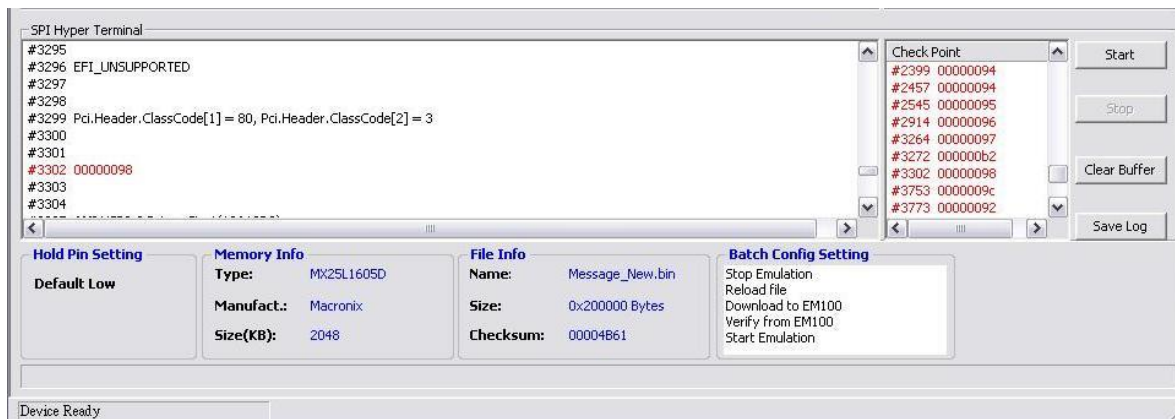 SPI Hyper Terminal
#3295
#3296 EFI_UNSUPPORTED
#3297
#3298
#3299 Pci.Header.ClassCode[1] = 80, Pci.Header.ClassCode[2] = 3
#3300
#3301
#3302 00000098
#3303
#3304
Check Point
#2399 00000094
#2457 00000094
#2545 00000095
#2914 00000096
#3264 00000097
#3272 000000b2
#3302 00000098
#3753 0000009c
#3773 00000092
Start
Stop
Clear Buffer
Save Log
Hold Pin Setting
Default Low
Memory Info
Type: MX25L1605D
Manufact.: Macronix
Size(KB): 2048
File Info
Name: Message_New.bin
Size: 0x200000 Bytes
Checksum: 00004B61
Batch Config Setting
Stop Emulation
Reload file
Download to EM100
Verify from EM100
Start Emulation
Device Ready